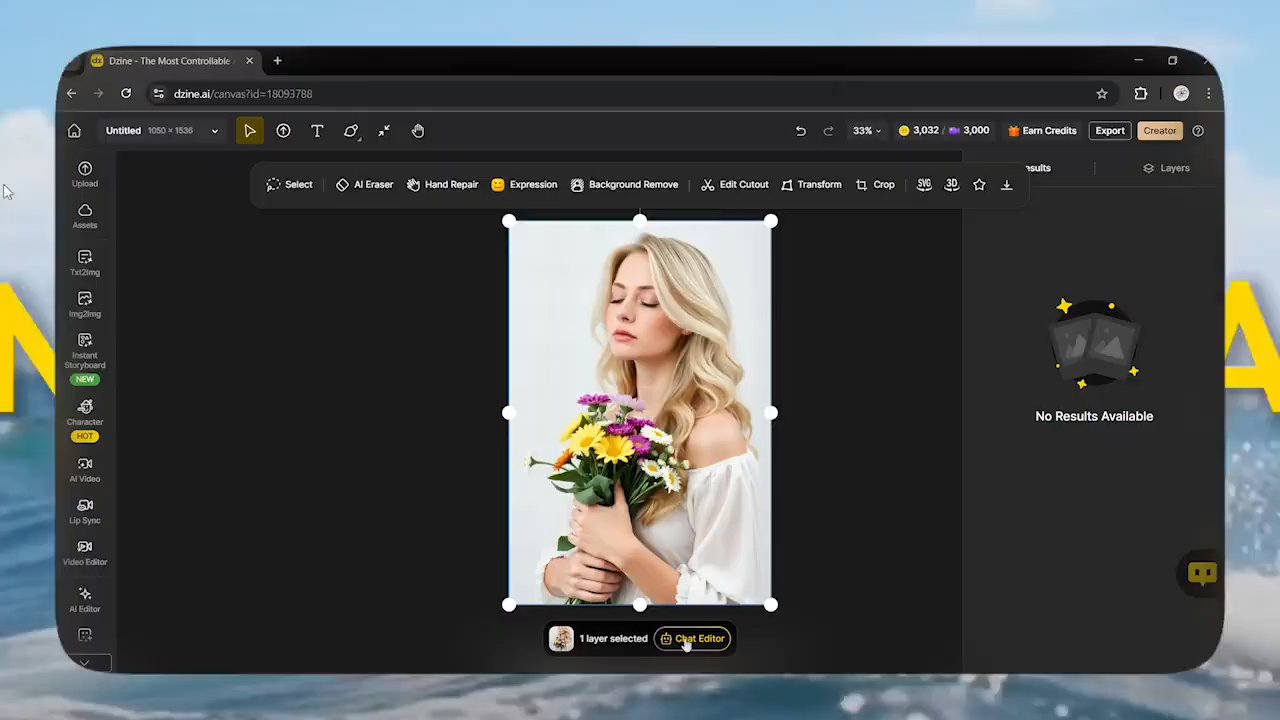 Dzine - The Most Controllable
dzine.ai/canvas?id=18093788
Untitled 1050 × 1536
33%
3,032 / 3,000
Earn Credits
Export
Creator
Upload
Assets
Txt2Img
Img2Img
Instant
Storyboard
NEW
Character
HOT
AI Video
Lip Sync
Video Editor
AI Editor
Select
AI Eraser
Hand Repair
Expression
Background Remove
Edit Cutout
Transform
Crop
SVG
3D
Layers
No Results Available
1 layer selected
Chat Editor
N
A